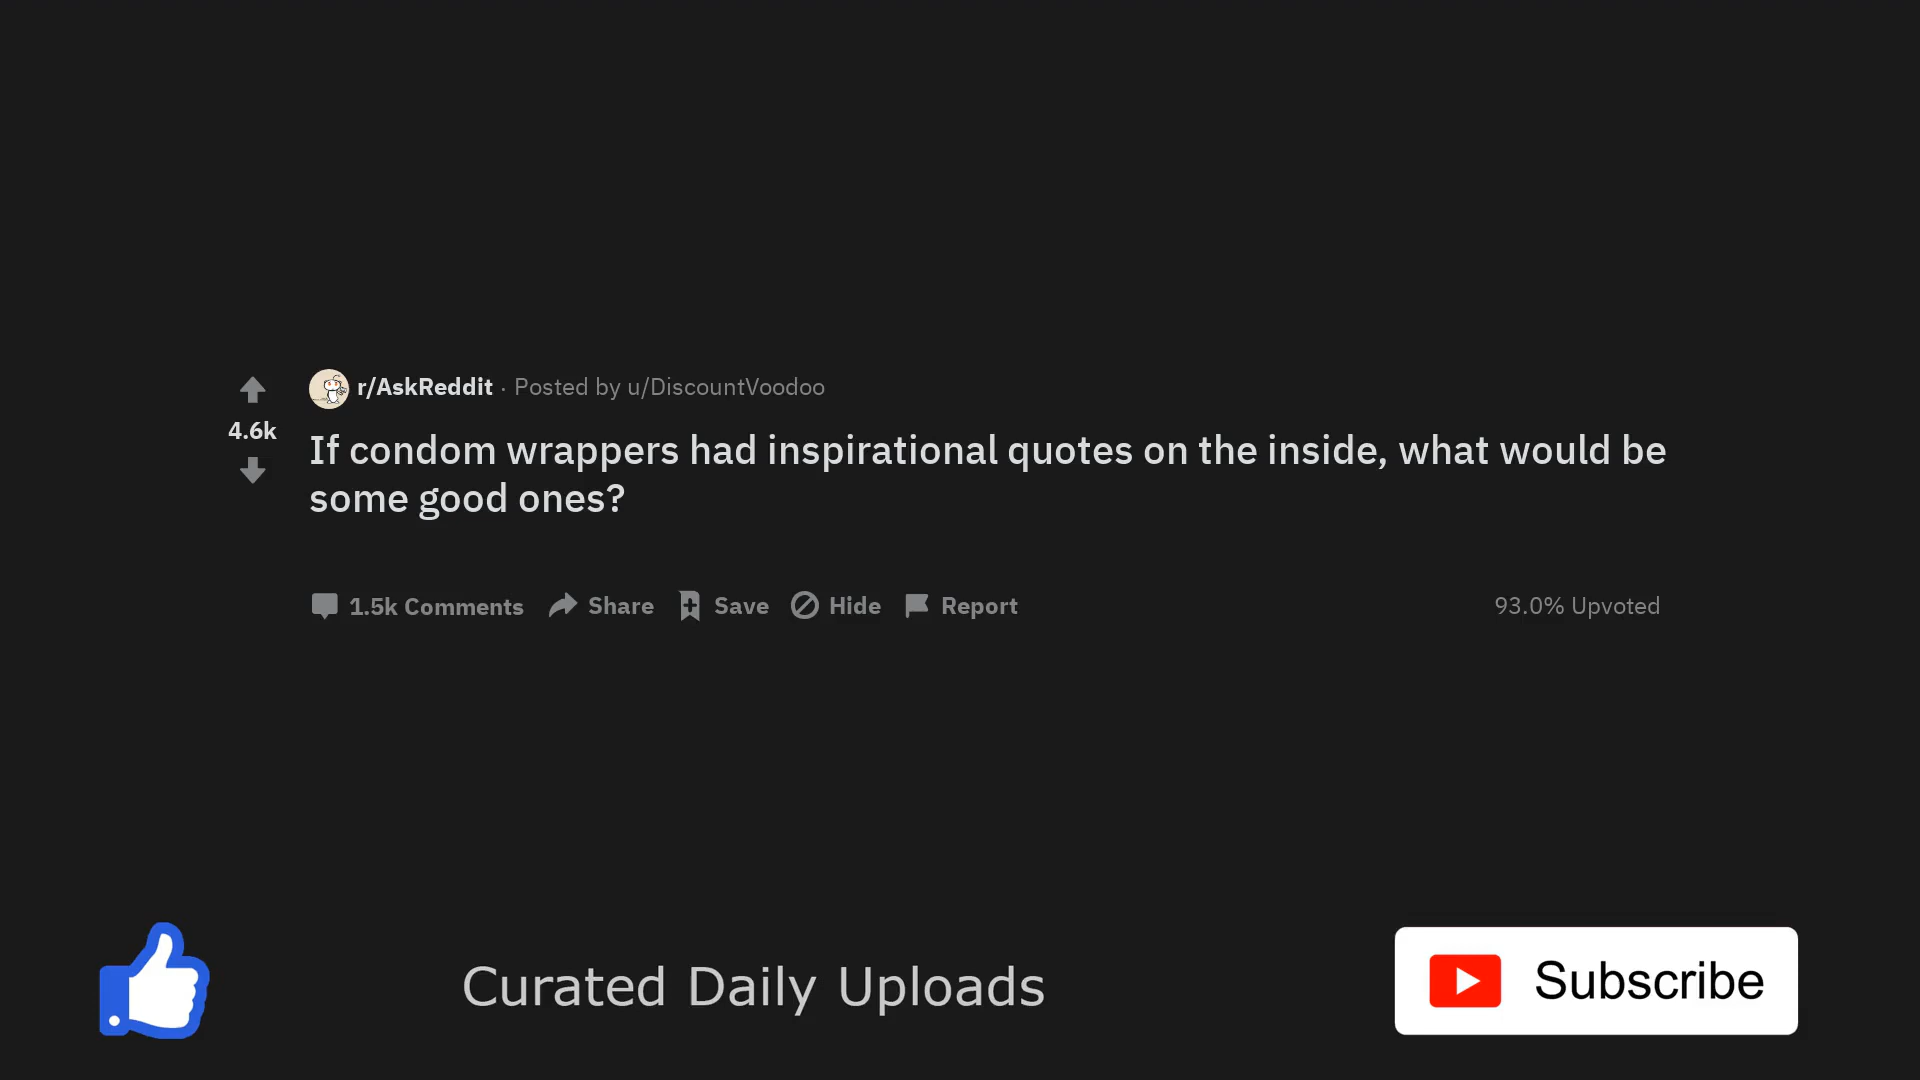 r/AskReddit · Posted by u/DiscountVoodoo
4.6k
If condom wrappers had inspirational quotes on the inside, what would be
some good ones?
1.5k Comments Share Save Hide Report 93.0% Upvoted
Curated Daily Uploads
Subscribe